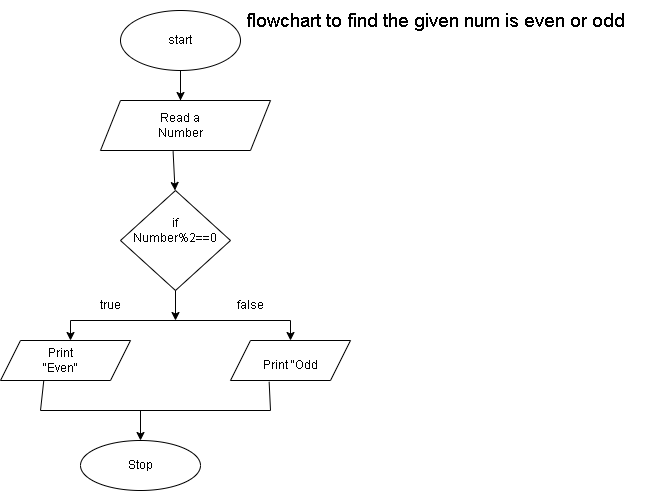 flowchart to find the given num is even or odd
start
Read a
Number
if
Number%2==0
true
false
Print
"Even"
Print"Odd
Stop